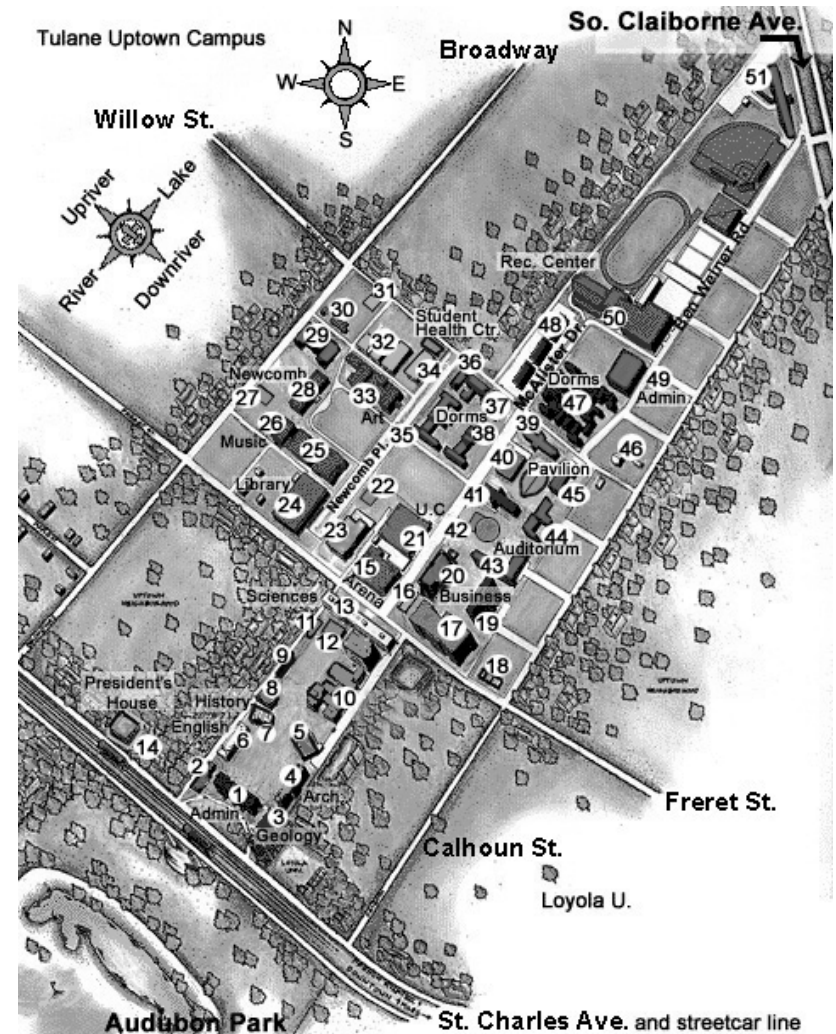 So. Claiborne Ave.
Tulane Uptown Campus
N
W
E
S
Broadway
51
Willow St.
Upriver
Lake
River
Downriver
Rec. Center
Ben Weiner Rd
31
30
Student
Health Ctr.
48
50
29
32
34
36
McAlister Dr.
Newcomb
28
33
Art
Dorms
49
Admin.
27
37
47
26
Music
25
35
Dorms
38
39
46
Newcomb Pl.
40
Pavilion
Library
24
22
41
45
U.C.
23
42
44
21
Auditorium
43
15
20
Arena
Sciences
13
16
Business
11
17
19
12
9
18
President's
House
History
8
10
English
7
5
14
6
2
4
1
Arch.
Admin.
3
Geology
Freret St.
Calhoun St.
LOYOLA
UNIV.
Loyola U.
Audubon Park
St. Charles Ave. and streetcar line